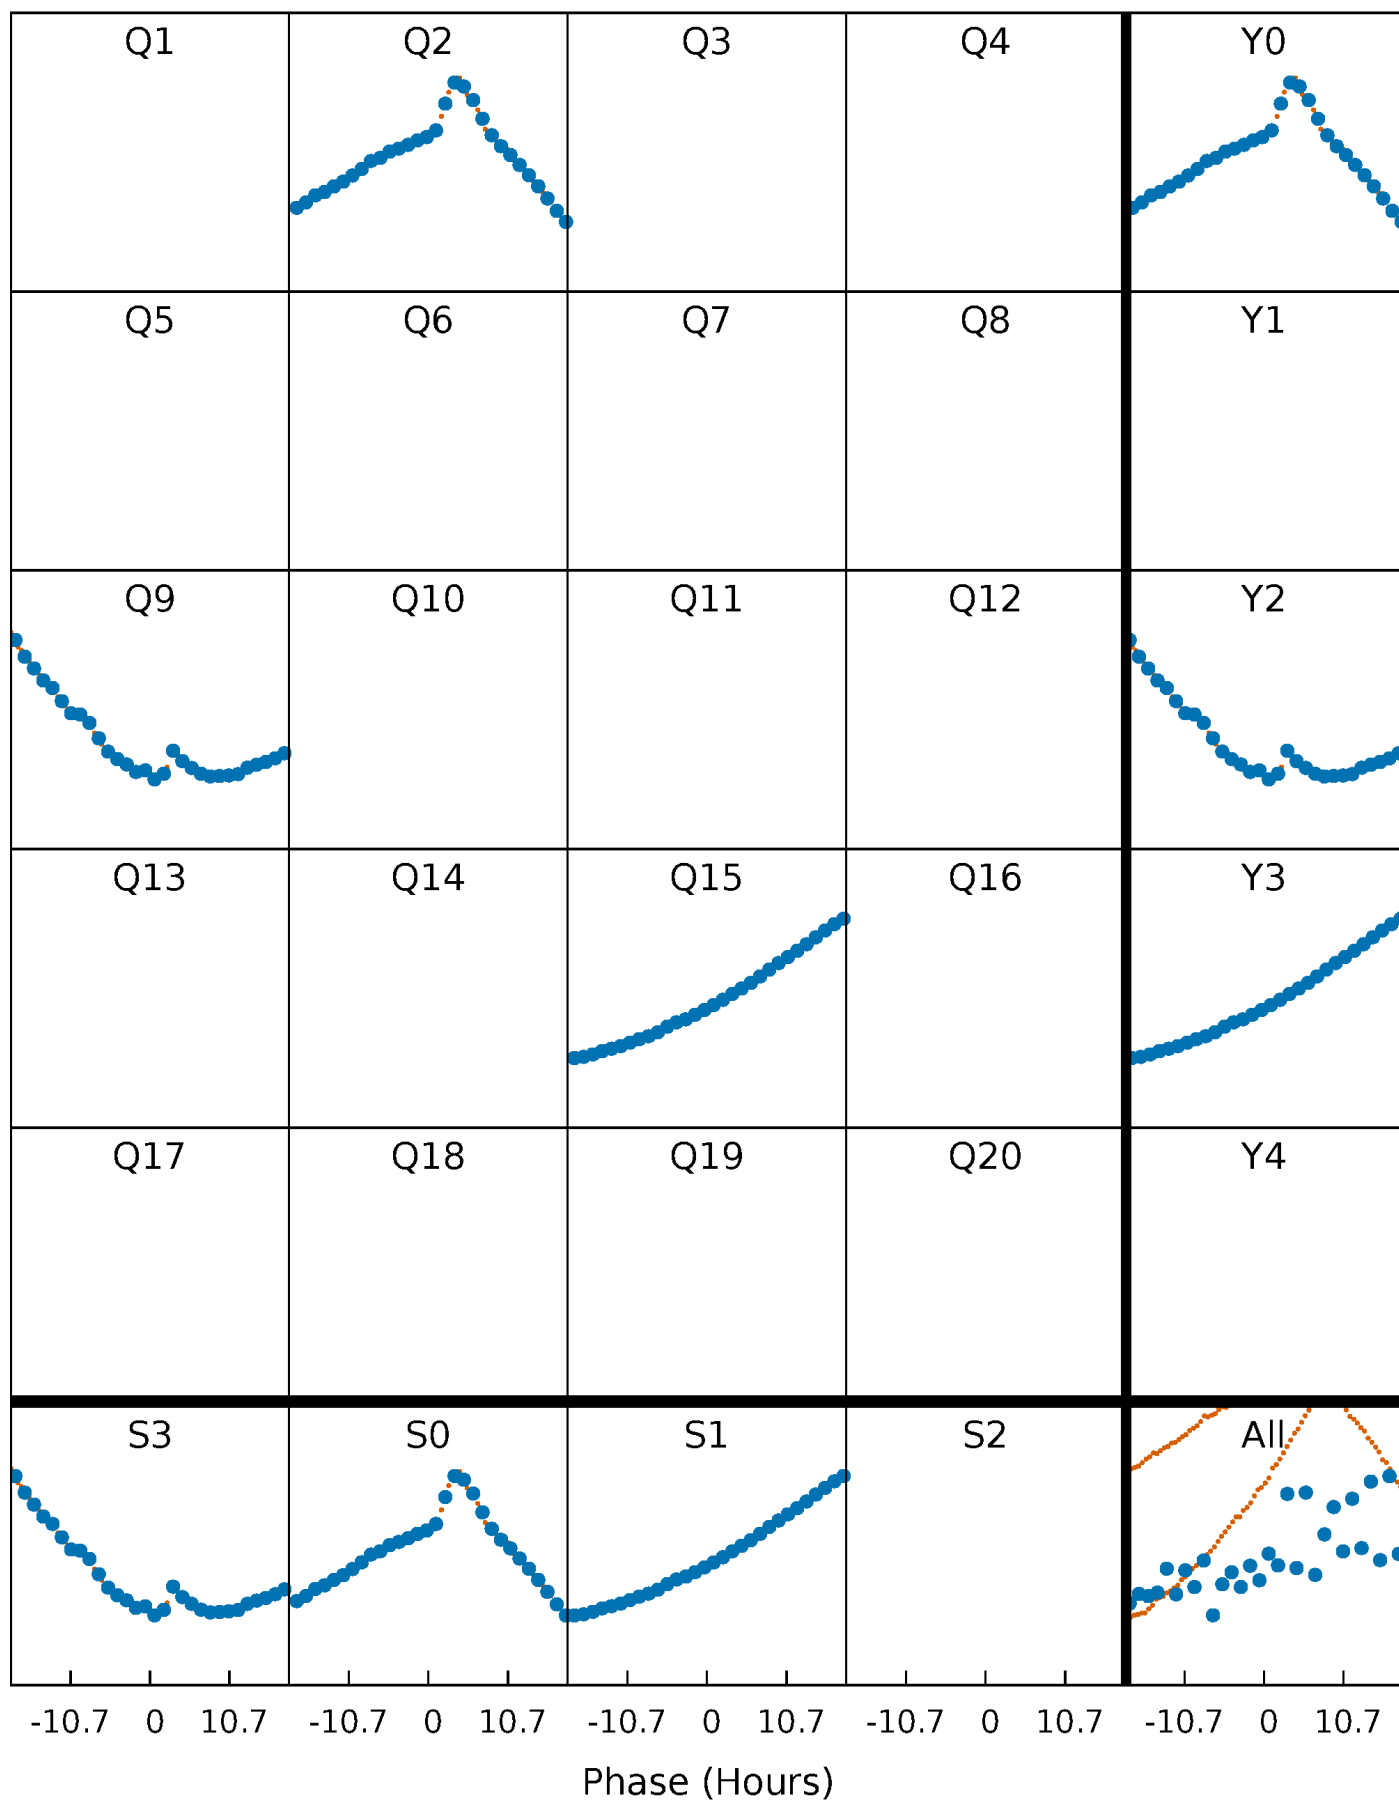 Q1 Q2 Q3 Q4 Y0
Q5 Q6 Q7 Q8 Y1
Q9 Q10 Q11 Q12 Y2
Q13 Q14 Q15 Q16 Y3
Q17 Q18 Q19 Q20 Y4
S3 S0 S1 S2 All
-10.7 0 10.7 -10.7 0 10.7 -10.7 0 10.7 -10.7 0 10.7 -10.7 0 10.7
Phase (Hours)